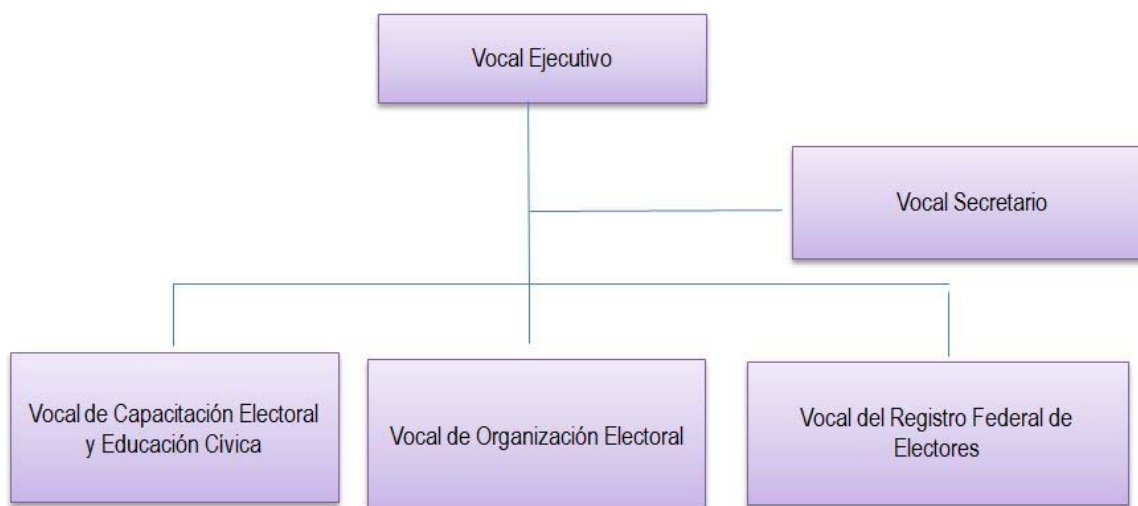 Vocal Ejecutivo
Vocal Secretario
Vocal de Capacitación Electoral
y Educación Cívica
Vocal de Organización Electoral
Vocal del Registro Federal de
Electores